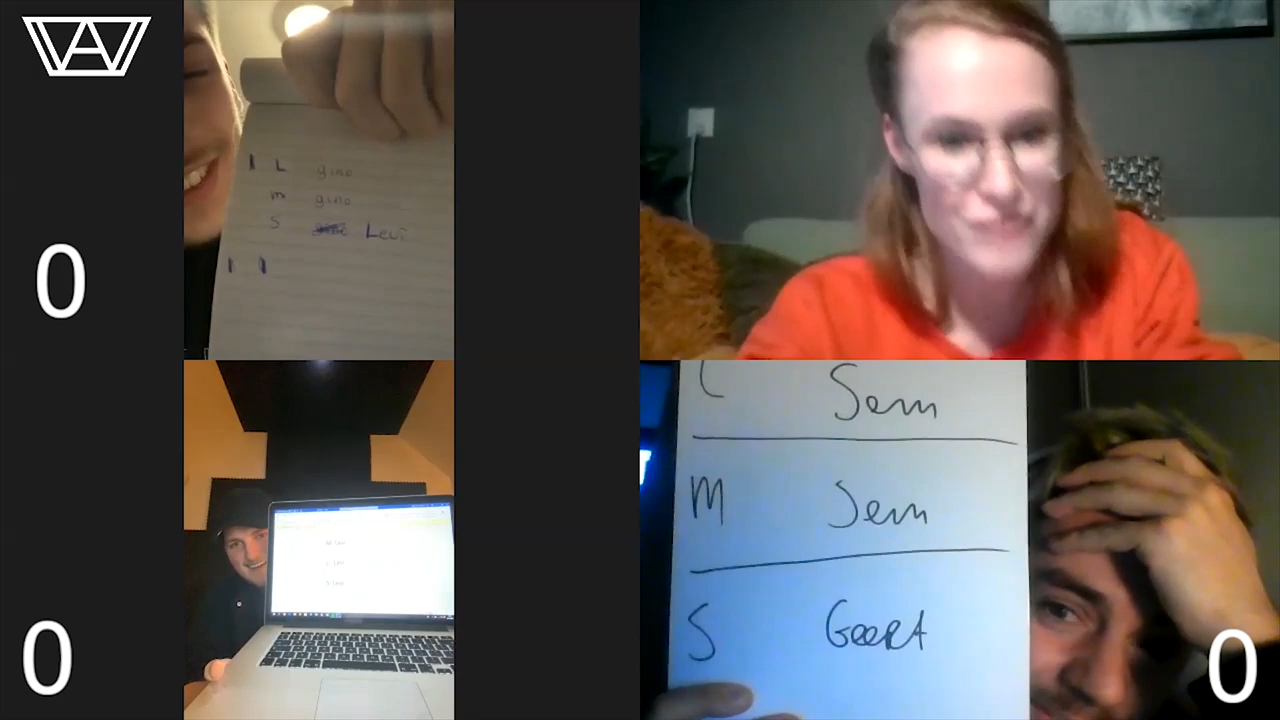 I L gino
m gino
S Levi
I I
0
L Sem
M Sem
S Geert
0
0